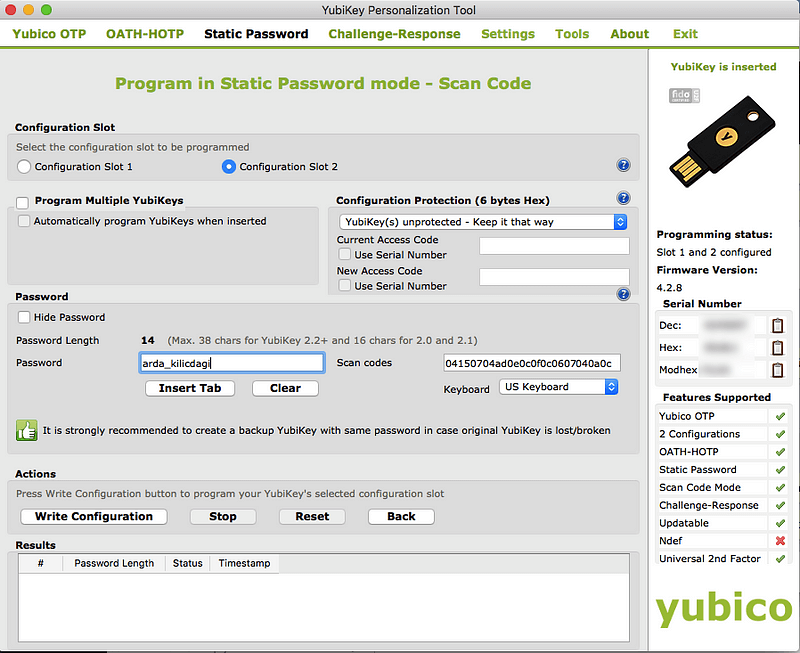 YubiKey Personalization Tool
Yubico OTP OATH-HOTP Static Password Challenge-Response Settings Tools About Exit
Program in Static Password mode - Scan Code
Configuration Slot
Select the configuration slot to be programmed
Configuration Slot 1 Configuration Slot 2 ?
Program Multiple YubiKeys
Automatically program YubiKeys when inserted
Configuration Protection (6 bytes Hex) ?
YubiKey(s) unprotected - Keep it that way
Current Access Code
Use Serial Number
New Access Code
Use Serial Number
Password ?
Hide Password
Password Length 14 (Max. 38 chars for YubiKey 2.2+ and 16 chars for 2.0 and 2.1)
Password arda_kilicdagi Scan codes 04150704ad0e0c0f0c0607040a0c
Insert Tab Clear Keyboard US Keyboard
It is strongly recommended to create a backup YubiKey with same password in case original YubiKey is lost/broken
Actions
Press Write Configuration button to program your YubiKey's selected configuration slot
Write Configuration Stop Reset Back
Results
# Password Length Status Timestamp
YubiKey is inserted
fido
y
Programming status:
Slot 1 and 2 configured
Firmware Version:
4.2.8
Serial Number
Dec:
Hex:
Modhex
Features Supported
Yubico OTP
2 Configurations
OATH-HOTP
Static Password
Scan Code Mode
Challenge-Response
Updatable
Ndef
Universal 2nd Factor
yubico